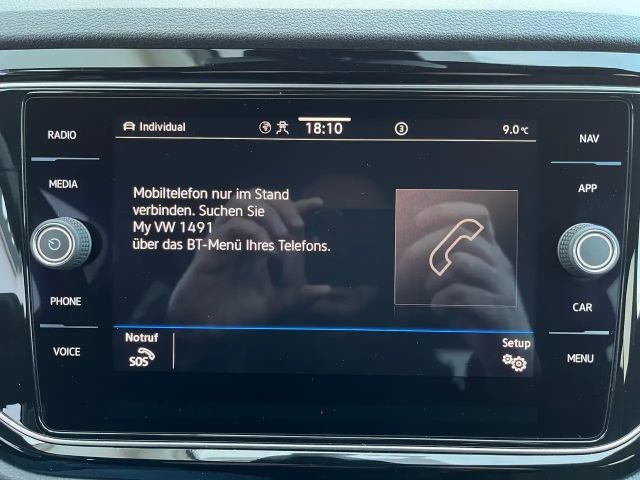 RADIO
MEDIA
PHONE
VOICE
Individual
18:10
3
9.0 °C
Mobiltelefon nur im Stand
verbinden. Suchen Sie
My VW 1491
über das BT-Menü Ihres Telefons.
Notruf
SOS
Setup
NAV
APP
CAR
MENU